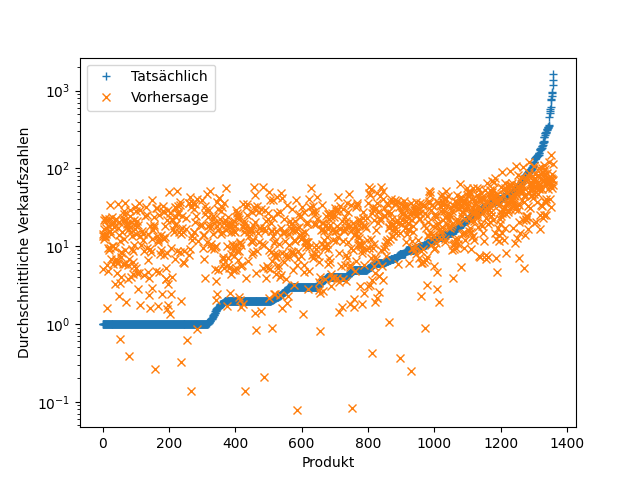 Tatsächlich
Vorhersage
Durchschnittliche Verkaufszahlen
10³
10²
10¹
10⁰
10⁻¹
0 200 400 600 800 1000 1200 1400
Produkt